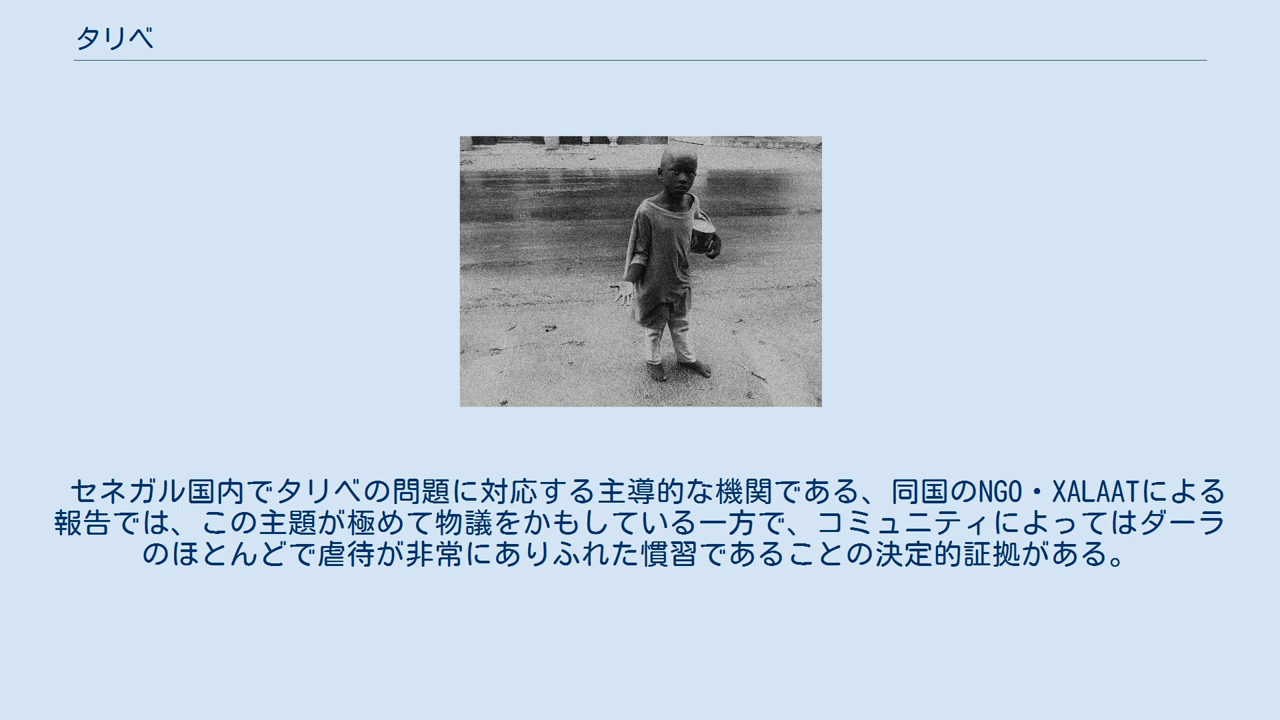 タリベ
セネガル国内でタリベの問題に対応する主導的な機関である、同国のNGO・XALAATによる
報告では、この主題が極めて物議をかもしている一方で、コミュニティによってはダーラ
のほとんどで虐待が非常にありふれた慣習であることの決定的証拠がある。